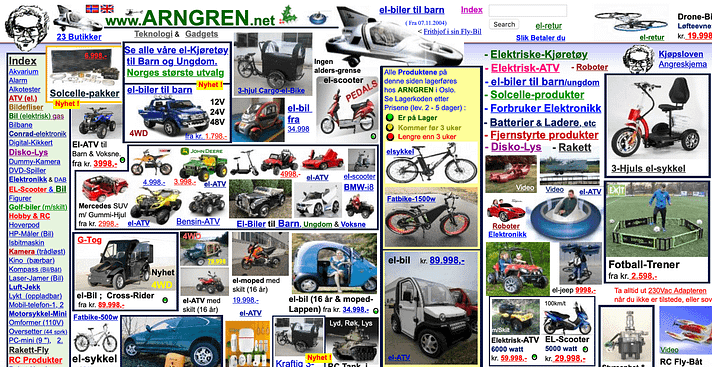 www.ARNGREN.net
23 Butikker
Teknologi & Gadgets
el-biler til barn
( Fra 07.11.2004)
< Frithjof i sin Fly-Bil
Index
Search
el-retur
Slik Betaler du
el-retur
Drone-Bi
Løfteevne
kr. 19.998
Index
Akvarium
Alarm
Alkotester
ATV (el.)
Bildefilser
Bil (elektrisk) gas
Bilbane
Conrad-elektronik
Digital-Kikkert
Disko-Lys
Dummy-Kamera
DVD-Spiller
Elektronikk & DAB
EL-Scooter & Bil
Figurer
Golf-biler (m/skilt)
Hobby & RC
Hoverpod
HP-Måler (Bil)
Isbitmaskin
Kamera (trådløst)
Kino (bærbar)
Kompass (Bil/Båt)
Laser-Jamer (Bil)
Luft-Jekk
Lykt (oppladbar)
Mobil-telefon-1, 2
Motorsykkel-Mini
Omformer (110V)
Oversetter (44 språk)
PC-mini (9 "), 2.
Rakett-Fly
RC Produkter
8.998,-
Solcelle-pakker
Nyhet !
El-ATV til
Barn & Voksne.
fra kr. 3998,-
Se alle våre el-Kjøretøy
til Barn og Ungdom.
Norges største utvalg
Nyhet !
el-biler til barn
12V
24V
48V
4WD
fra kr. 1.798,-
3-hjul Cargo-el-Bike
el-bil
fra
34.998
Ingen
alders-grense
el-scooter
PEDALS
Alle Produktene på
denne siden lagerføres
hos ARNGREN i Oslo.
Se Lagerkoden etter
Prisene (lev. 2 - 5 dager) :
Er på Lager
Kommer før 3 uker
Lengre enn 3 uker
elsykkel
Fatbike-1500w
- Elektriske-Kjøretøy
- Elektrisk-ATV
- Roboter
- el-biler til barn/ungdom
- Solcelle-produkter
- Forbruker Elektronikk
- Batterier & Ladere, etc
- Fjernstyrte produkter
- Disko-Lys
- Rakett
Kjøpsloven
Angreskjema
3-Hjuls el-sykkel
JOHN DEERE
4.998,-
3.998,-
el-ATV
4998,-
el-ATV
el-scooter
BMW-i8
Mercedes SUV
m/ Gummi-Hjul
fra kr. 2998,-
el-ATV
Bensin-ATV
El-Biler til Barn, Ungdom & Voksne
Video
Video
el-ATV
Roboter
Elektronikk
EXIT
Fotball-Trener
fra kr. 2.598,-
G-Tog
Nyhet
4WD
el-Bil ; Cross-Rider
fra kr. 89.998,-
4WD
el-ATV med
skilt (16 år)
el-moped med
skilt (16 år)
19.998,-
el-bil (16 år & moped-
Lappen) fra kr. 34.998,-
el-bil kr. 89.998,-
el-ATV
el-jeep 9998,-
Ta alltid ut 230Vac Adapteren
når du ikke er tilstede, eller sov
Fatbike-500w
el-sykkel
Kraftig
Nyhet !
Lyd, Røk, Lys
RC Tank, i
m/Skilt
Elektrisk-ATV
6000 watt
kr. 59.998,-
100km/t
EL-Scooter
5000 watt
kr. 29.998,-
Video
RC Fly-Båt